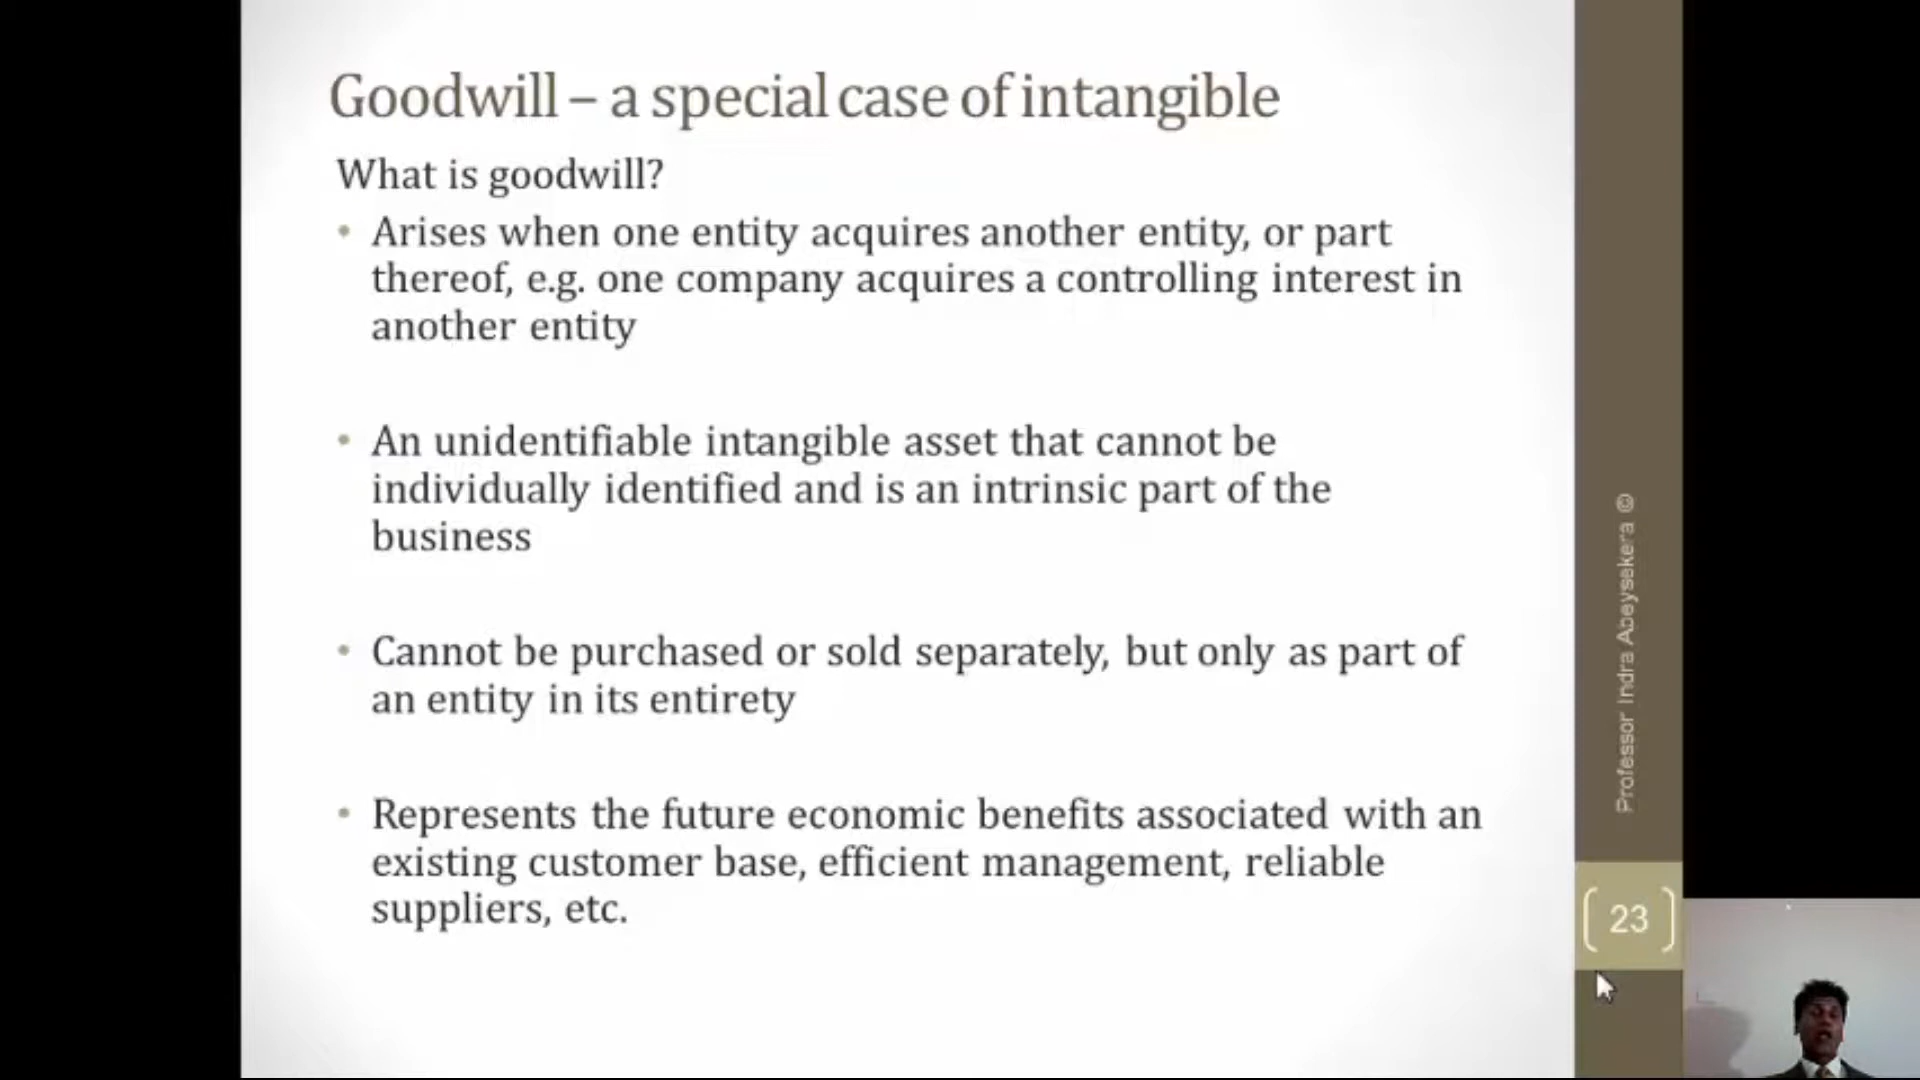 Goodwill – a special case of intangible
What is goodwill?
• Arises when one entity acquires another entity, or part
thereof, e.g. one company acquires a controlling interest in
another entity
• An unidentifiable intangible asset that cannot be
individually identified and is an intrinsic part of the
business
• Cannot be purchased or sold separately, but only as part of
an entity in its entirety
• Represents the future economic benefits associated with an
existing customer base, efficient management, reliable
suppliers, etc.
Professor Indra Abeysekera ©
23